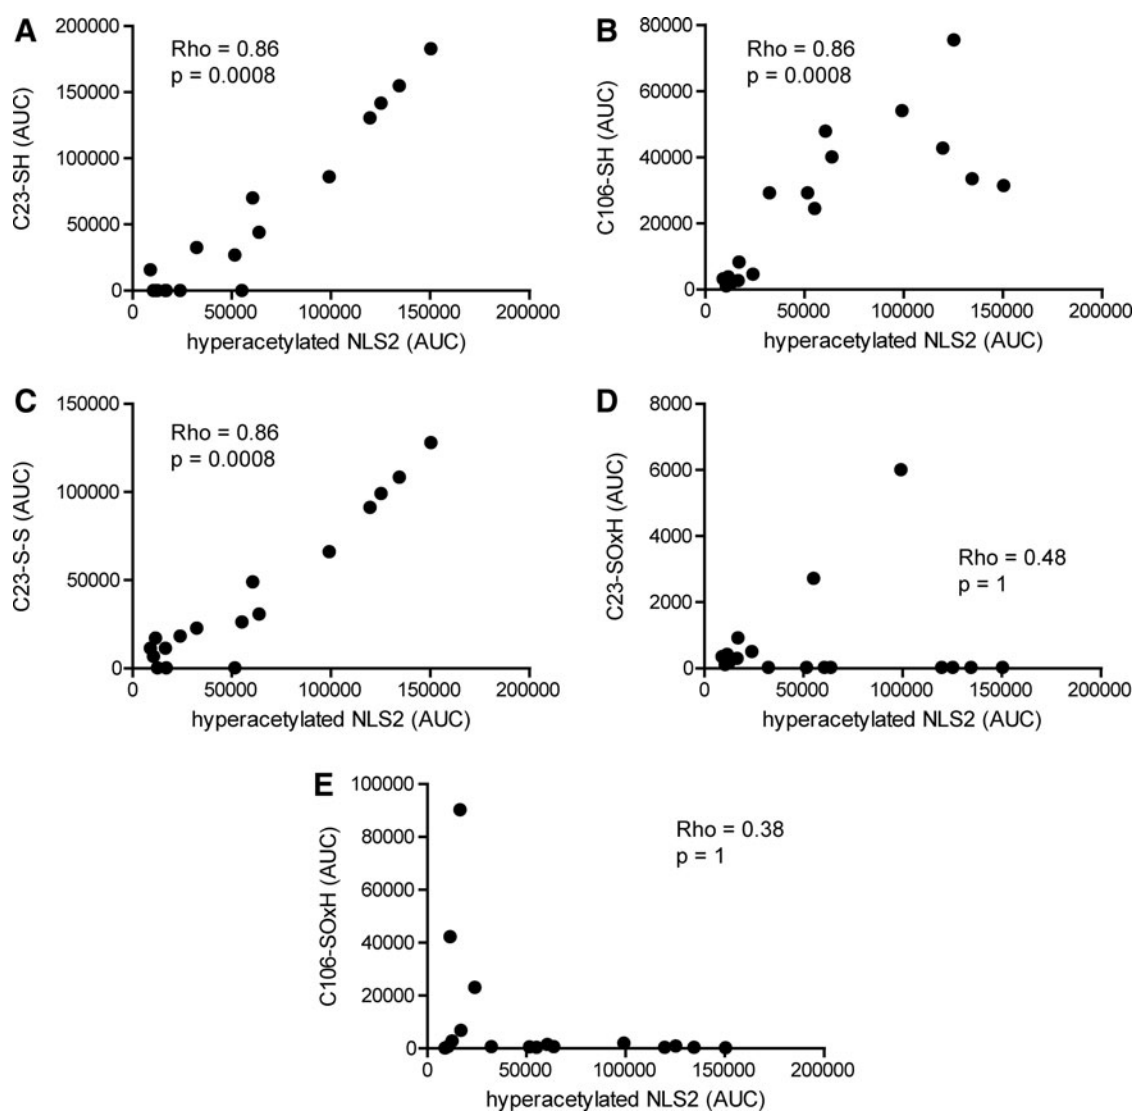 A
Rho = 0.86
p = 0.0008
C23-SH (AUC)
200000
150000
100000
50000
0
0 50000 100000 150000 200000
hyperacetylated NLS2 (AUC)
B
Rho = 0.86
p = 0.0008
C106-SH (AUC)
80000
60000
40000
20000
0
0 50000 100000 150000 200000
hyperacetylated NLS2 (AUC)
C
Rho = 0.86
p = 0.0008
C23-S-S (AUC)
150000
100000
50000
0
0 50000 100000 150000 200000
hyperacetylated NLS2 (AUC)
D
Rho = 0.48
p = 1
C23-SOxH (AUC)
8000
6000
4000
2000
0
0 50000 100000 150000 200000
hyperacetylated NLS2 (AUC)
E
Rho = 0.38
p = 1
C106-SOxH (AUC)
100000
80000
60000
40000
20000
0
0 50000 100000 150000 200000
hyperacetylated NLS2 (AUC)